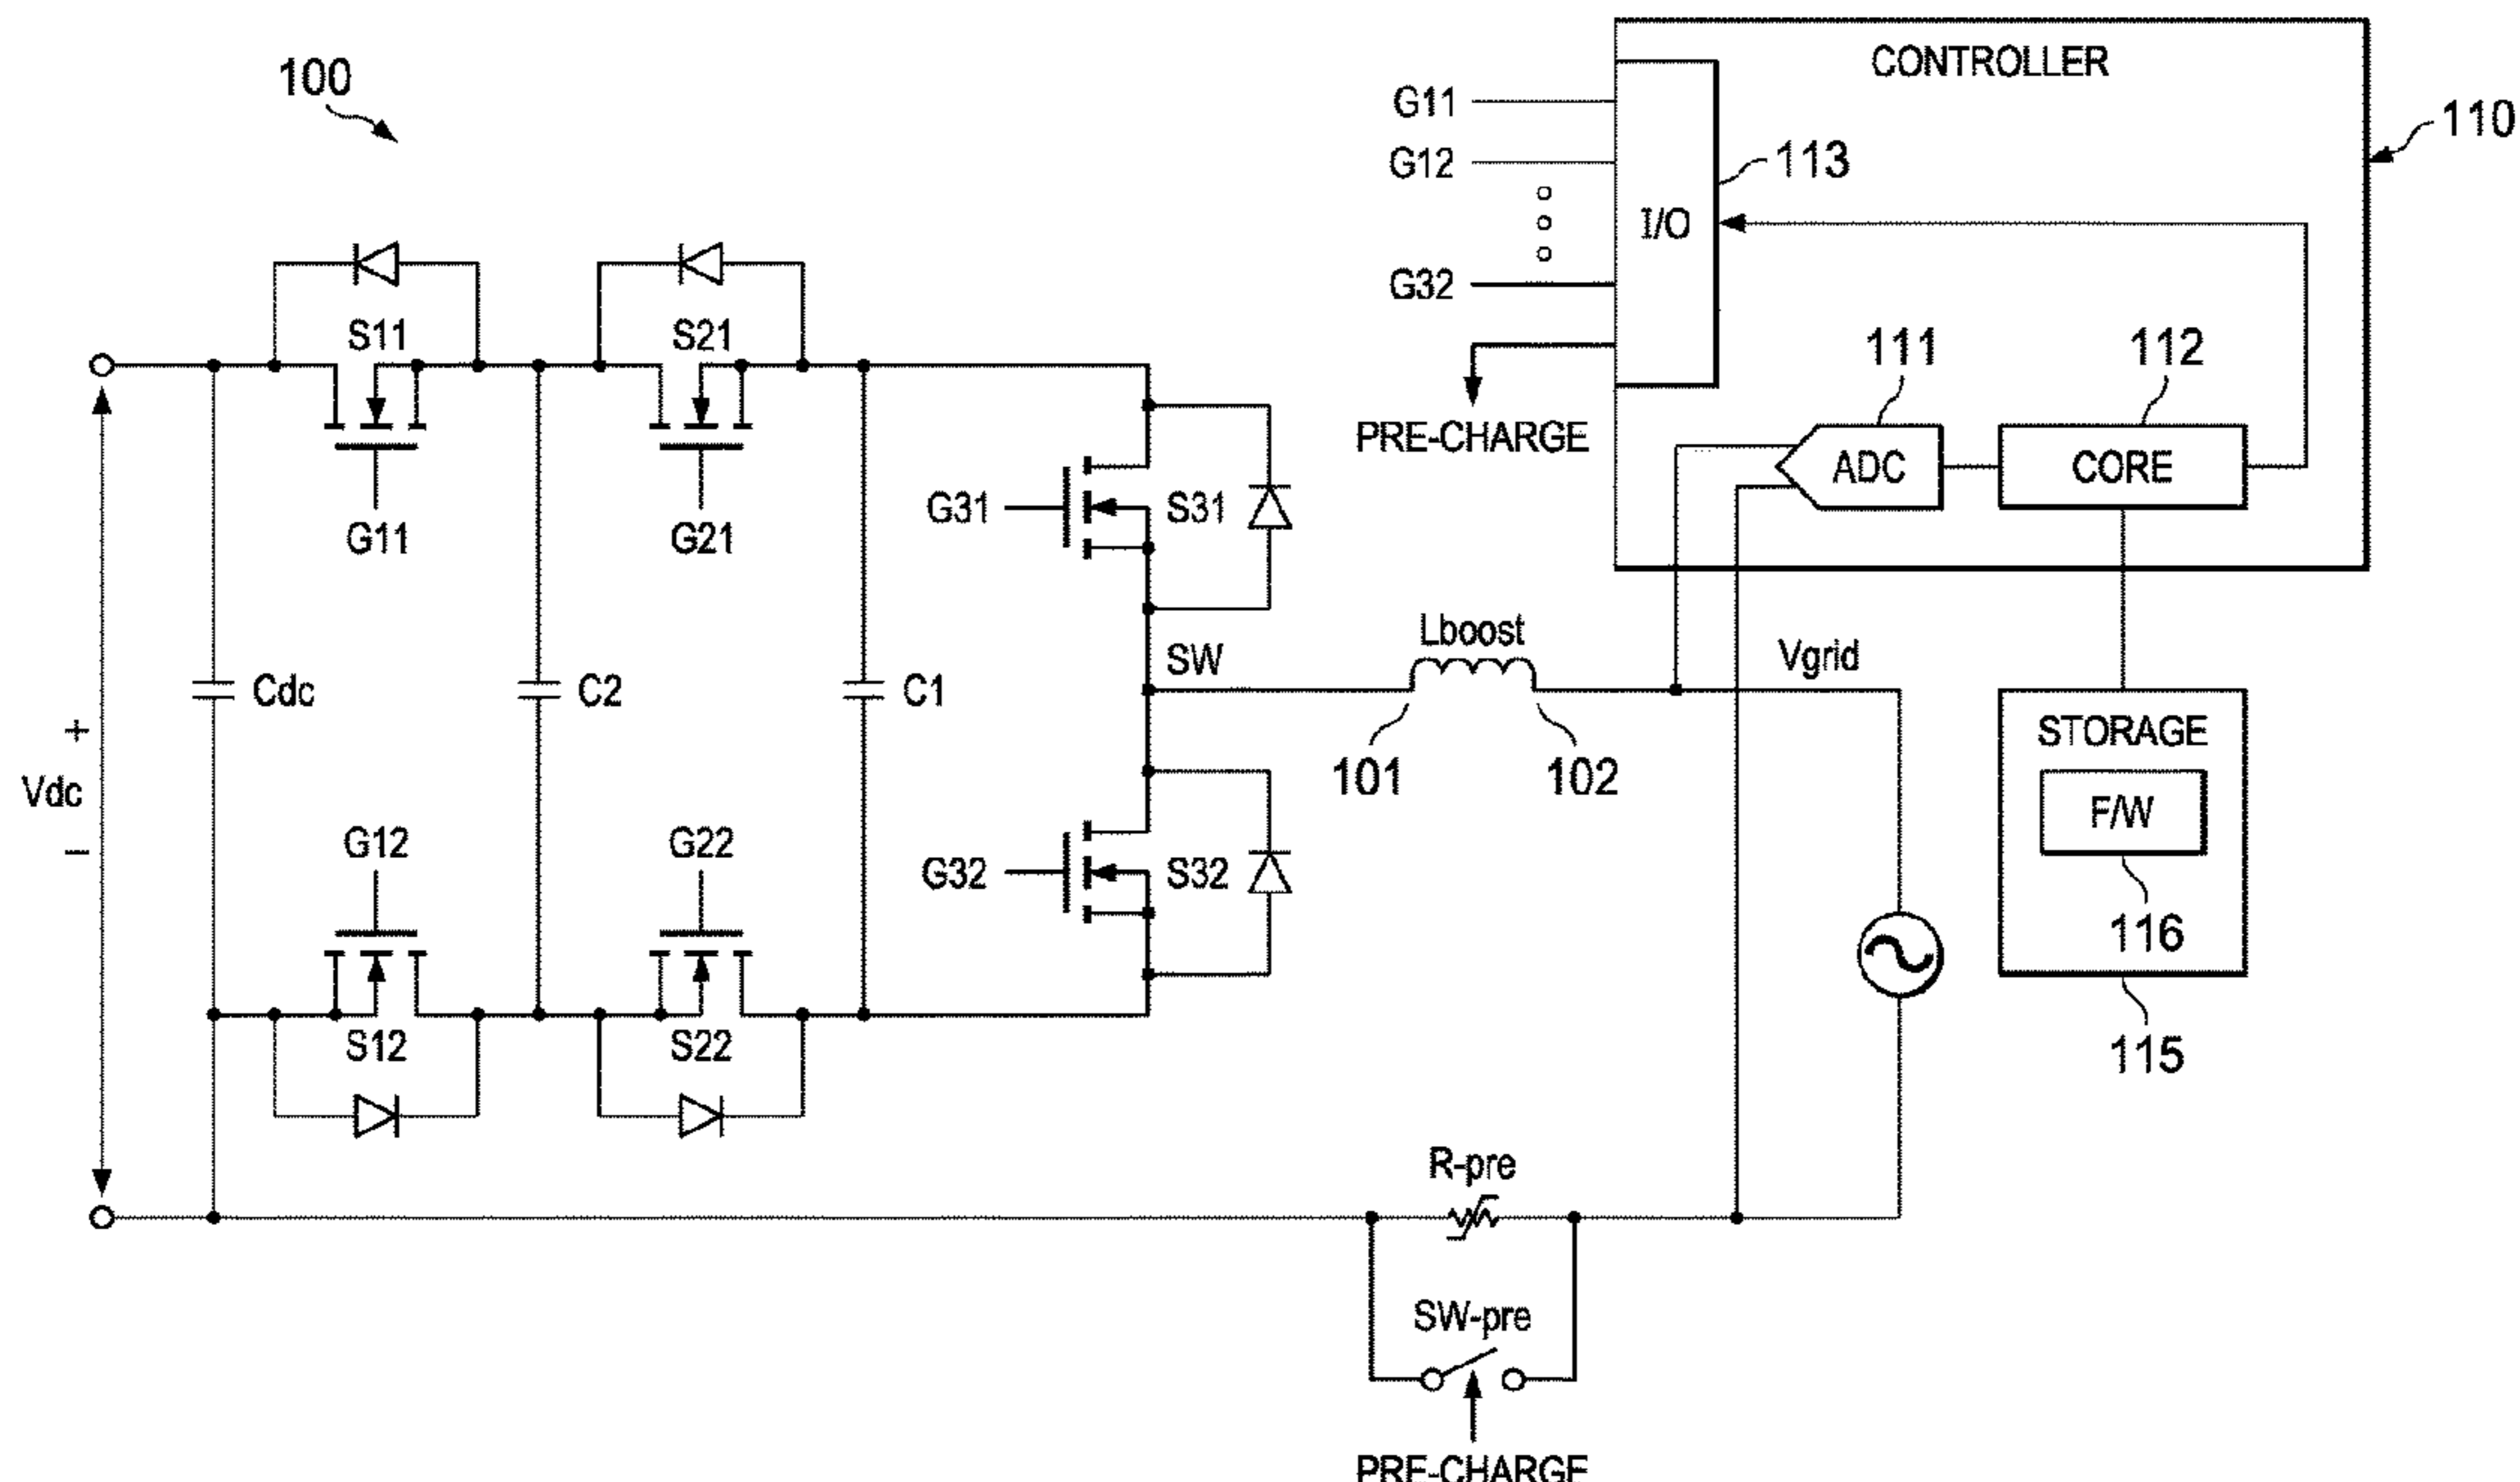 100
CONTROLLER
110
G11
G12
113
I/O
G32
PRE-CHARGE
111
112
ADC
CORE
S11
S21
G11
G21
G31
S31
SW
Lboost
Vgrid
101
102
Cdc
C2
C1
+
Vdc
−
STORAGE
F/W
116
115
G12
G22
G32
S32
S12
S22
R-pre
SW-pre
PRE-CHARGE